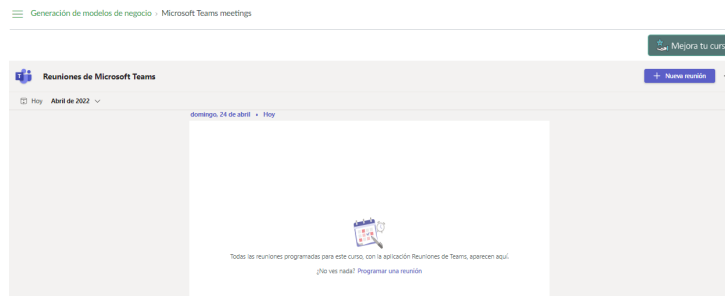 Generación de modelos de negocio › Microsoft Teams meetings
Mejora tu curs
Reuniones de Microsoft Teams
+ Nueva reunión
Hoy Abril de 2022
domingo, 24 de abril • Hoy
Todas las reuniones programadas para este curso, con la aplicación Reuniones de Teams, aparecen aquí.
¿No ves nada? Programar una reunión